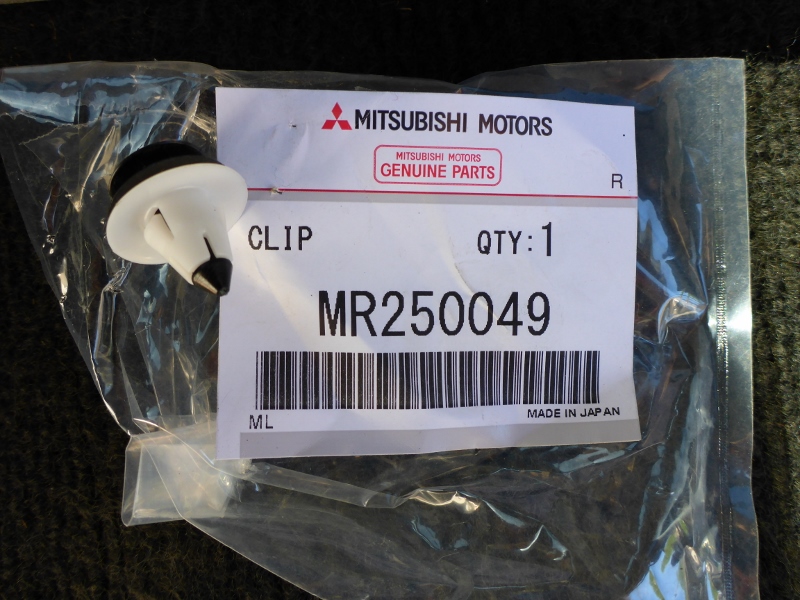 MITSUBISHI MOTORS
MITSUBISHI MOTORS
GENUINE PARTS
R
CLIP QTY:1
MR250049
ML MADE IN JAPAN